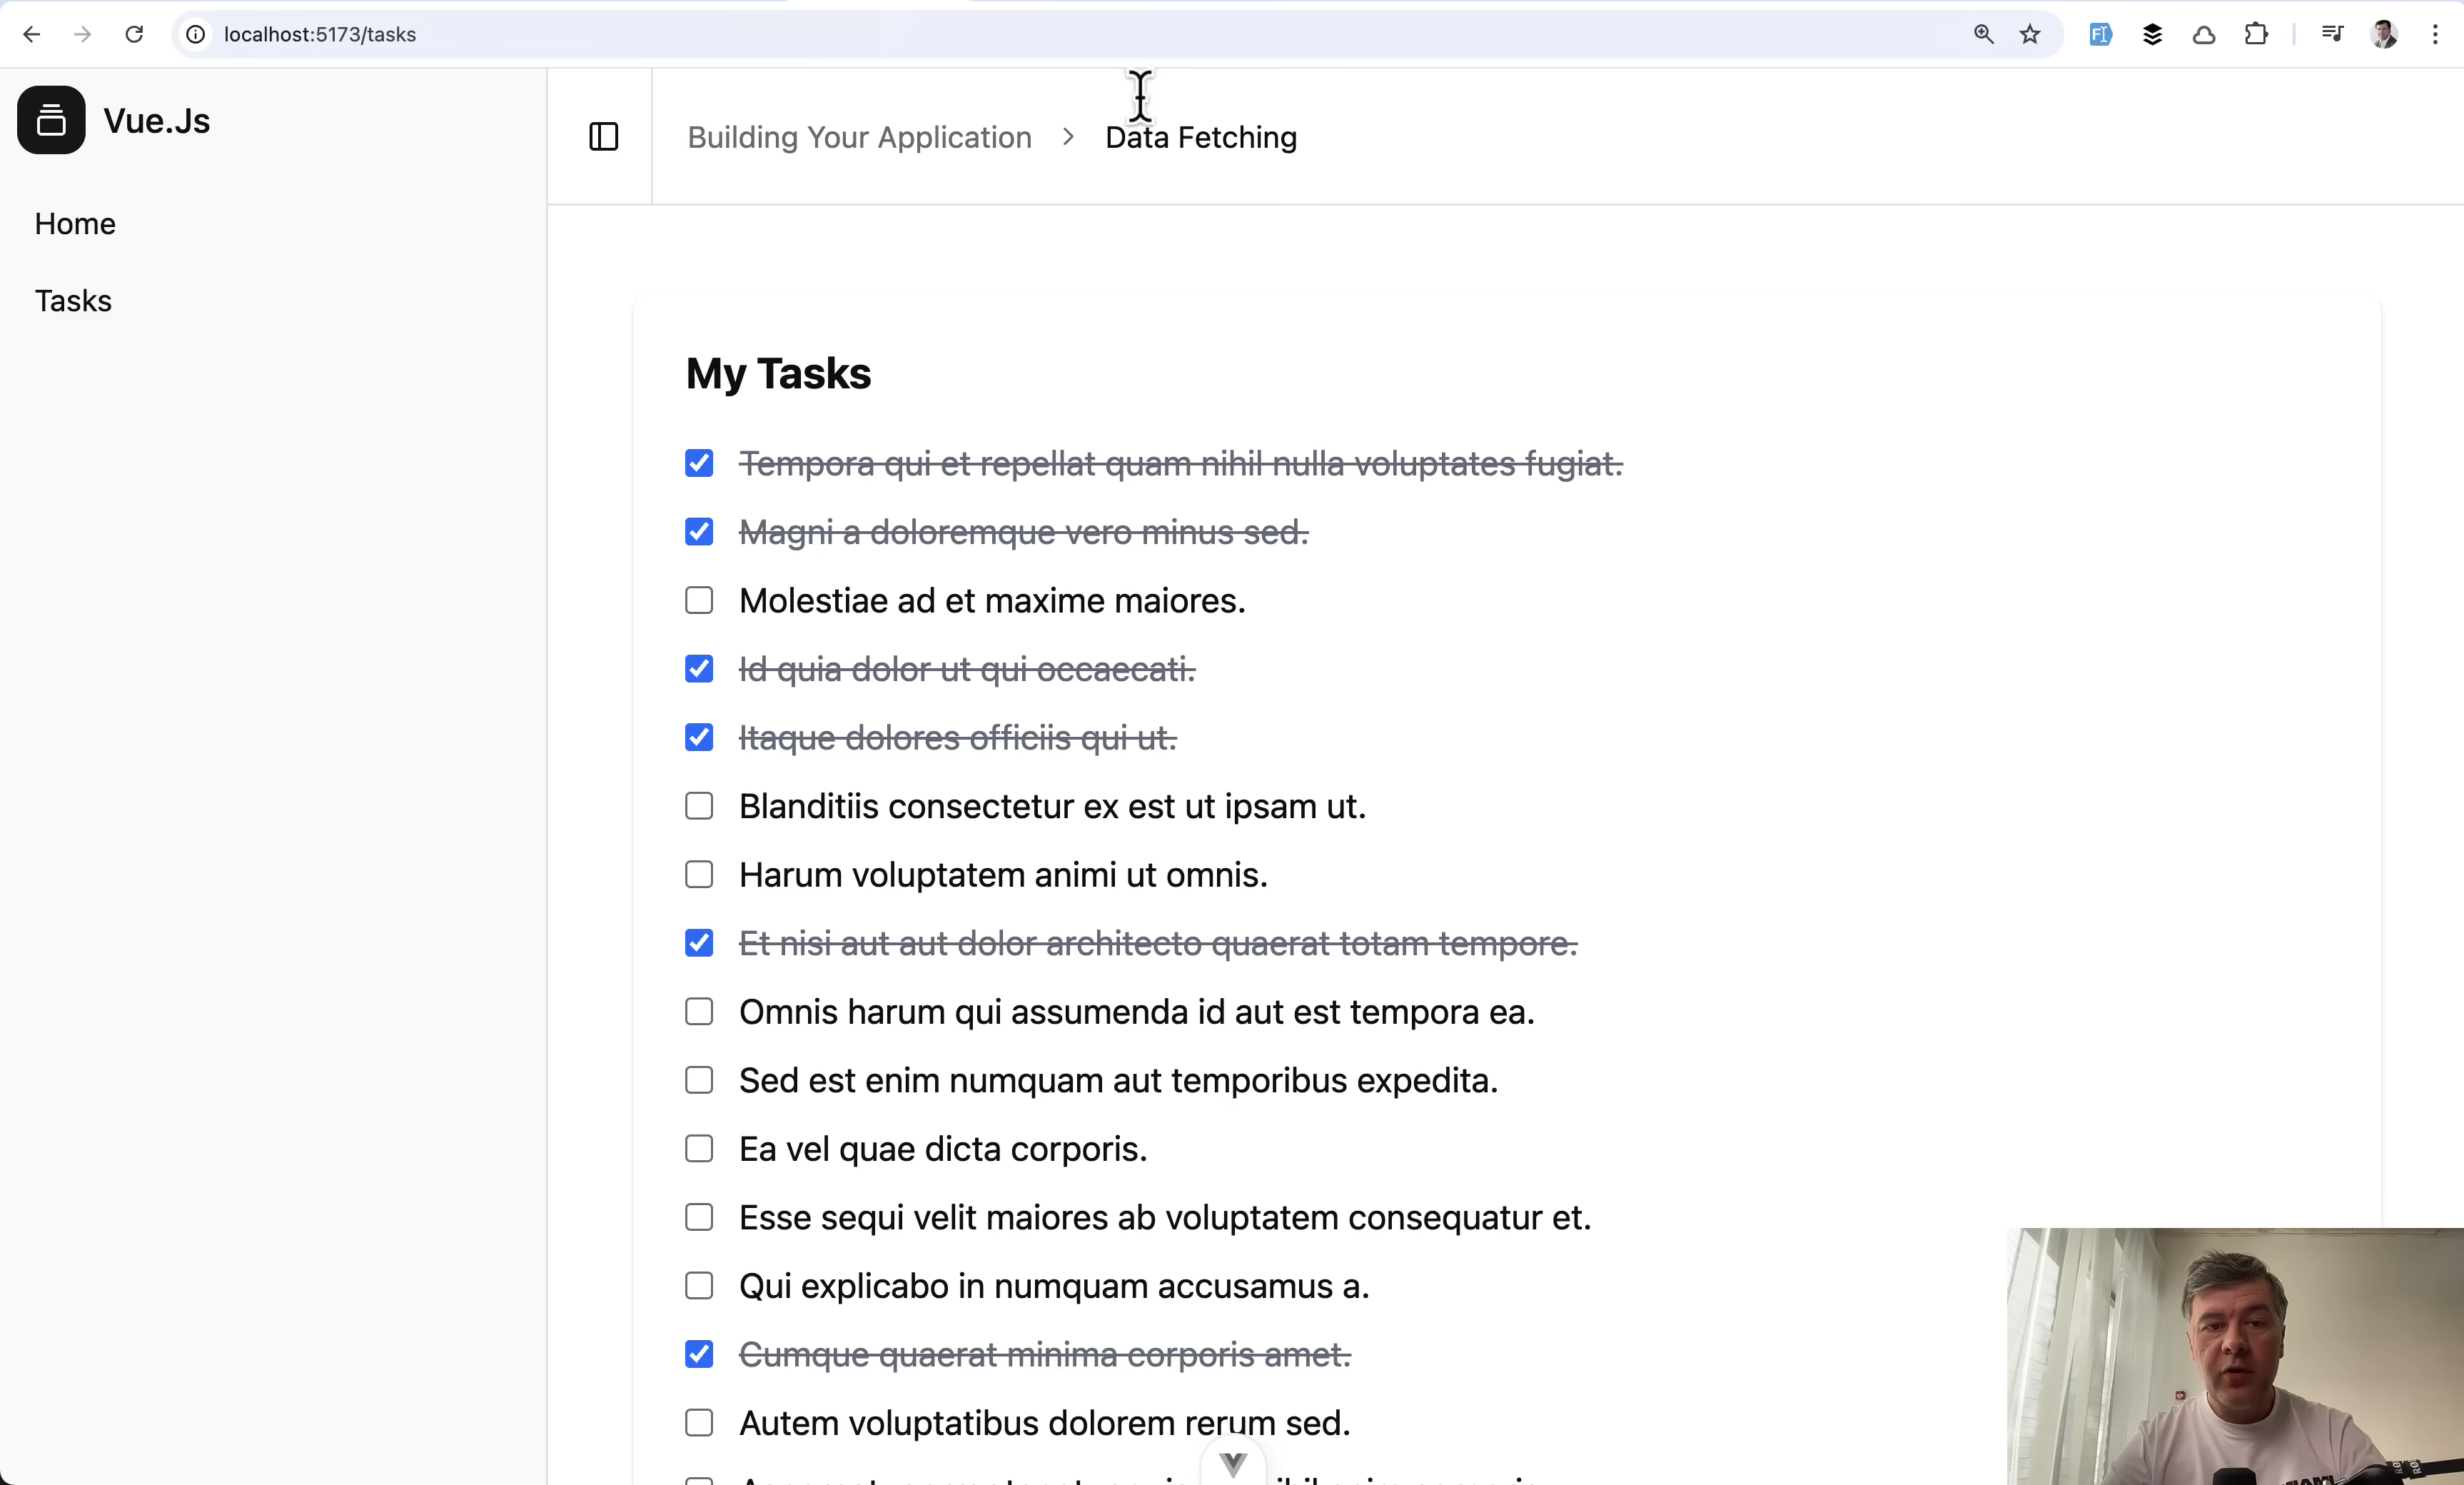 localhost:5173/tasks
Vue.Js
Building Your Application > Data Fetching
Home
Tasks
My Tasks
Tempora qui et repellat quam nihil nulla voluptates fugiat.
Magni a doloremque vero minus sed.
Molestiae ad et maxime maiores.
Id quia dolor ut qui occaecati.
Itaque dolores officiis qui ut.
Blanditiis consectetur ex est ut ipsam ut.
Harum voluptatem animi ut omnis.
Et nisi aut aut dolor architecto quaerat totam tempore.
Omnis harum qui assumenda id aut est tempora ea.
Sed est enim numquam aut temporibus expedita.
Ea vel quae dicta corporis.
Esse sequi velit maiores ab voluptatem consequatur et.
Qui explicabo in numquam accusamus a.
Cumque quaerat minima corporis amet.
Autem voluptatibus dolorem rerum sed.